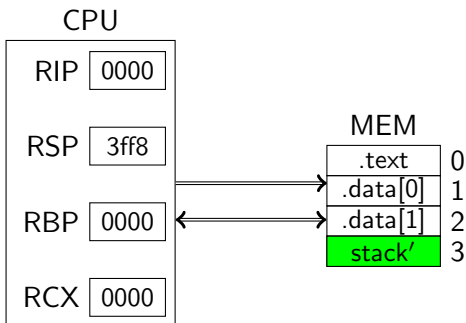 CPU
RIP 0000
RSP 3ff8
RBP 0000
RCX 0000
MEM
.text 0
.data[0] 1
.data[1] 2
stack′ 3